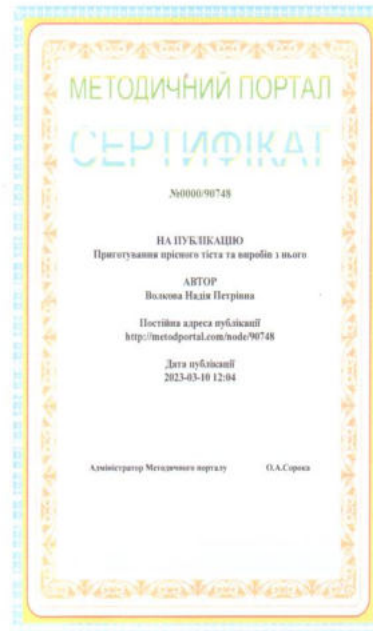 МЕТОДИЧНИЙ ПОРТАЛ
СЕРТИФІКАТ
№0000/90748
НА ПУБЛІКАЦІЮ
Приготування прісного тіста та виробів з нього
АВТОР
Волкова Надія Петрівна
Постійна адреса публікації
http://metodportal.com/node/90748
Дата публікації
2023-03-10 12:04
Адміністратор Методичного порталу О.А.Сорока